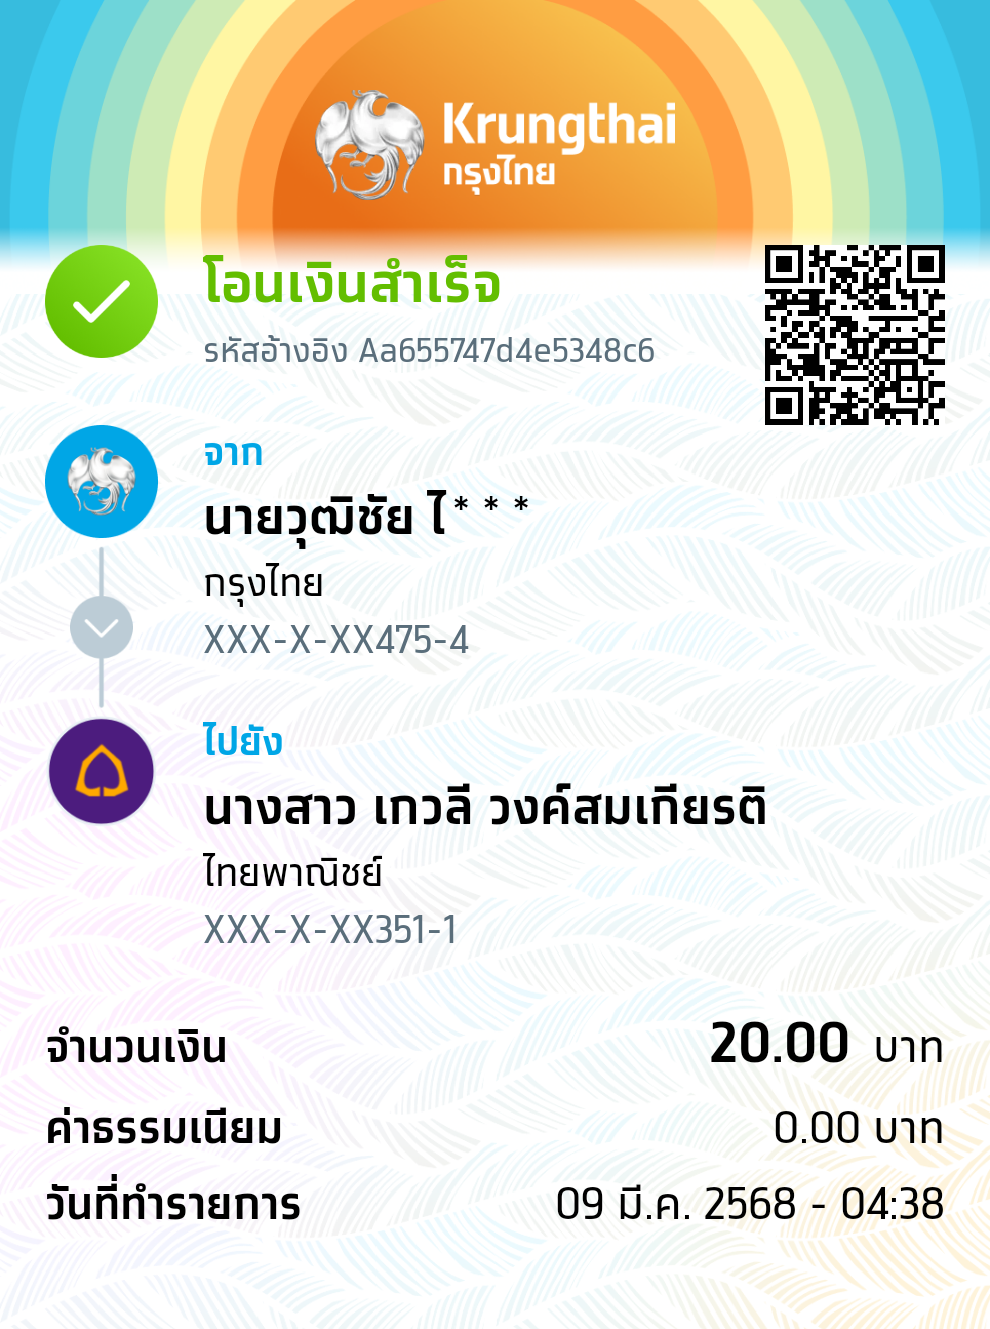 Krungthai
กรุงไทย
โอนเงินสำเร็จ
รหัสอ้างอิง Aa655747d4e5348c6
จาก
นายวุฒิชัย ไ* * *
กรุงไทย
XXX-X-XX475-4
ไปยัง
นางสาว เกวลี วงค์สมเกียรติ
ไทยพาณิชย์
XXX-X-XX351-1
จำนวนเงิน 20.00 บาท
ค่าธรรมเนียม 0.00 บาท
วันที่ทำรายการ 09 มี.ค. 2568 - 04:38